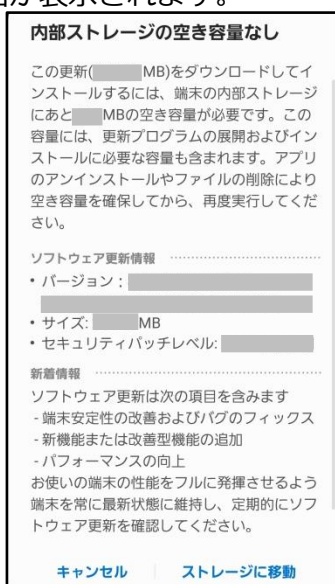 が表示されます。
内部ストレージの空き容量なし
この更新( MB)をダウンロードしてイ
ンストールするには、端末の内部ストレージ
にあと MBの空き容量が必要です。この
容量には、更新プログラムの展開およびイン
ストールに必要な容量も含まれます。アプリ
のアンインストールやファイルの削除により
空き容量を確保してから、再度実行してくだ
さい。
ソフトウェア更新情報
・バージョン：
・サイズ: MB
・セキュリティパッチレベル:
新着情報
ソフトウェア更新は次の項目を含みます
- 端末安定性の改善およびバグのフィックス
- 新機能または改善型機能の追加
- パフォーマンスの向上
お使いの端末の性能をフルに発揮させるよう
端末を常に最新状態に維持し、定期的にソフ
トウェア更新を確認してください。
キャンセル ストレージに移動